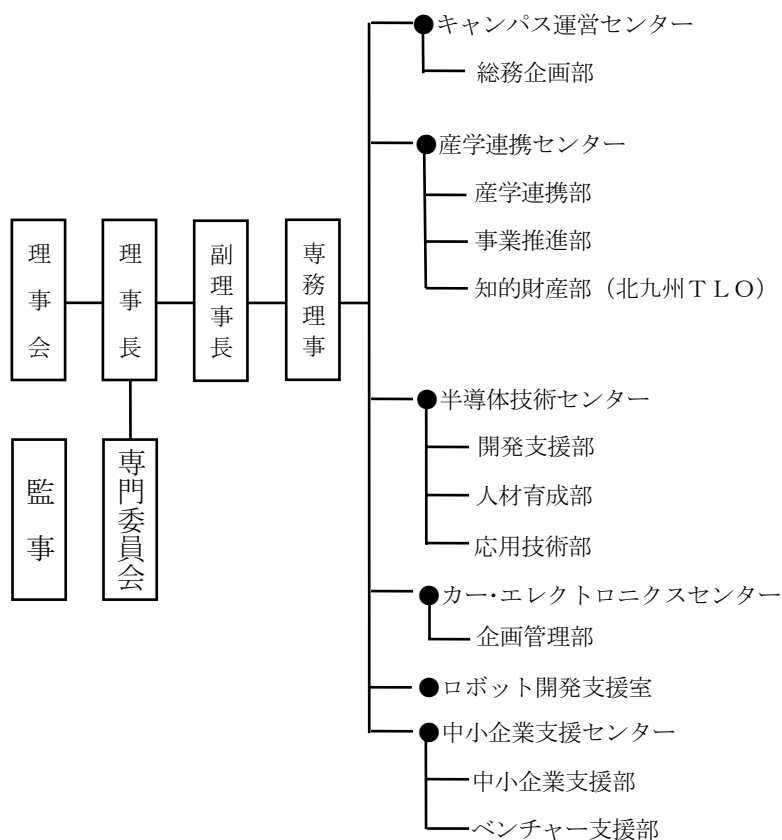 理事会
理事長
副理事長
専務理事
監事
専門委員会
●キャンパス運営センター
総務企画部
●産学連携センター
産学連携部
事業推進部
知的財産部（北九州ＴＬＯ）
●半導体技術センター
開発支援部
人材育成部
応用技術部
●カー・エレクトロニクスセンター
企画管理部
●ロボット開発支援室
●中小企業支援センター
中小企業支援部
ベンチャー支援部